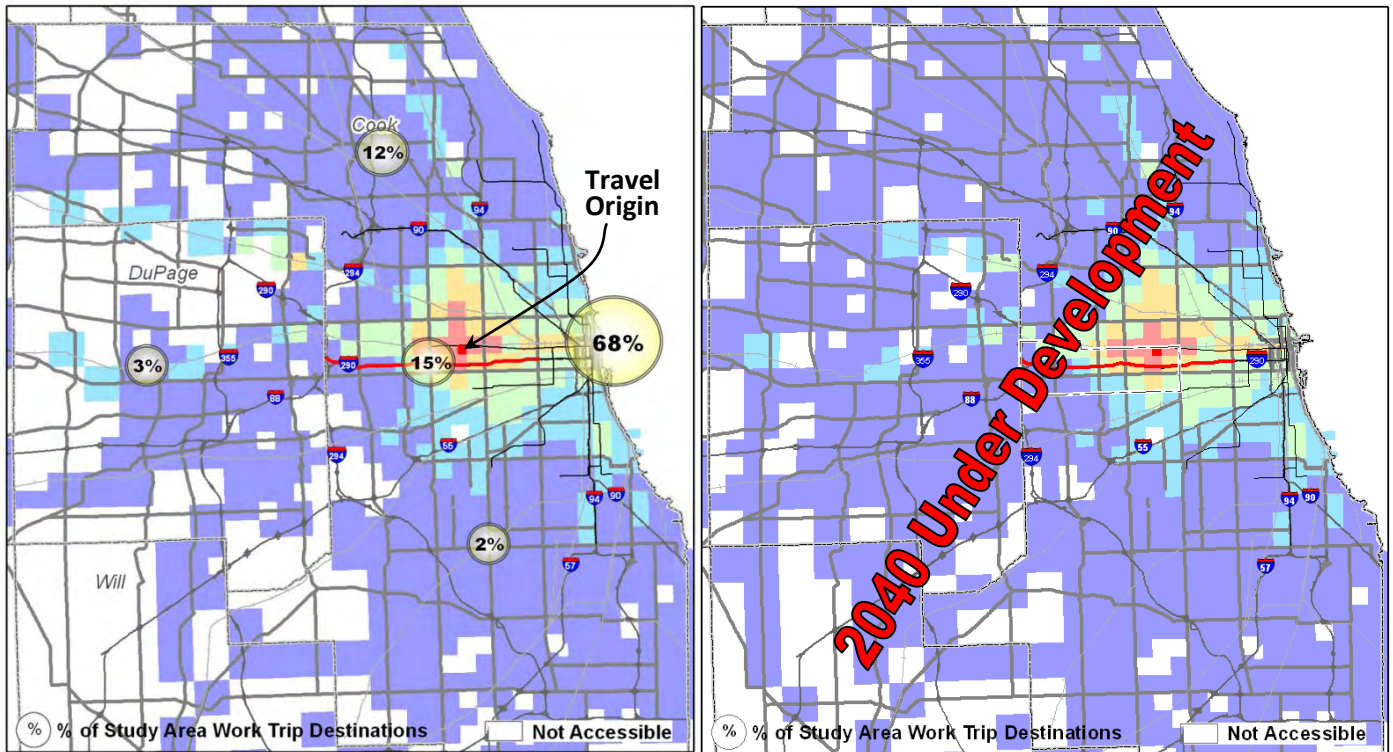 Cook
12%
Travel
Origin
94
90
294
DuPage
290
68%
3%
355
290
15%
88
55
294
94
90
2%
57
Will
% % of Study Area Work Trip Destinations
Not Accessible
94
90
294
290
355
290
88
55
294
94
90
57
2040 Under Development
% % of Study Area Work Trip Destinations
Not Accessible